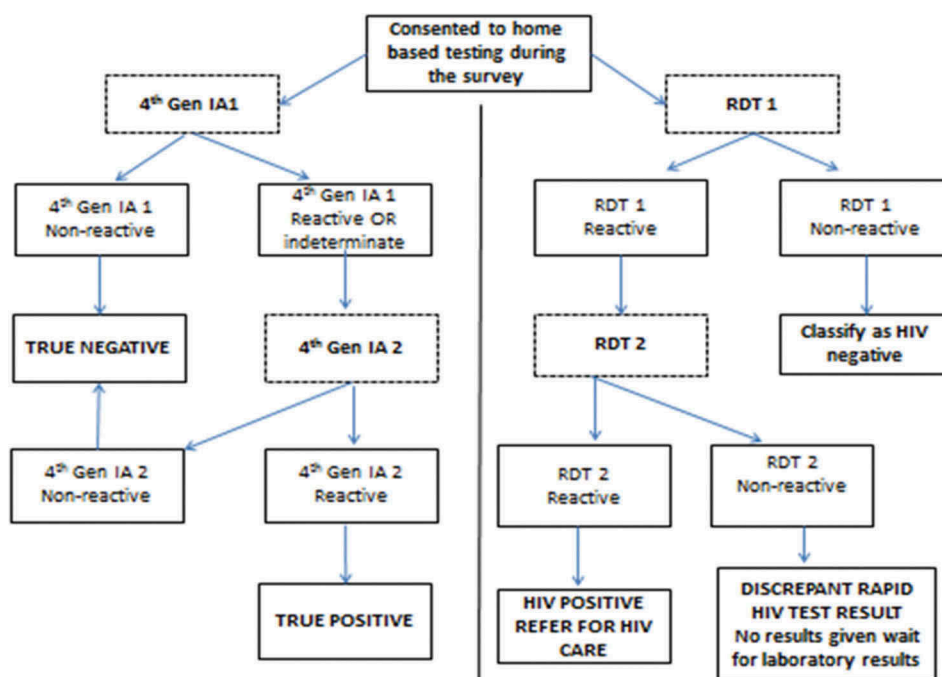 Consented to home
based testing during
the survey
4th Gen IA1
RDT 1
4th Gen IA 1
Non-reactive
4th Gen IA 1
Reactive OR
indeterminate
RDT 1
Reactive
RDT 1
Non-reactive
TRUE NEGATIVE
4th Gen IA 2
RDT 2
Classify as HIV
negative
4th Gen IA 2
Non-reactive
4th Gen IA 2
Reactive
RDT 2
Reactive
RDT 2
Non-reactive
TRUE POSITIVE
HIV POSITIVE
REFER FOR HIV
CARE
DISCREPANT RAPID
HIV TEST RESULT
No results given wait
for laboratory results